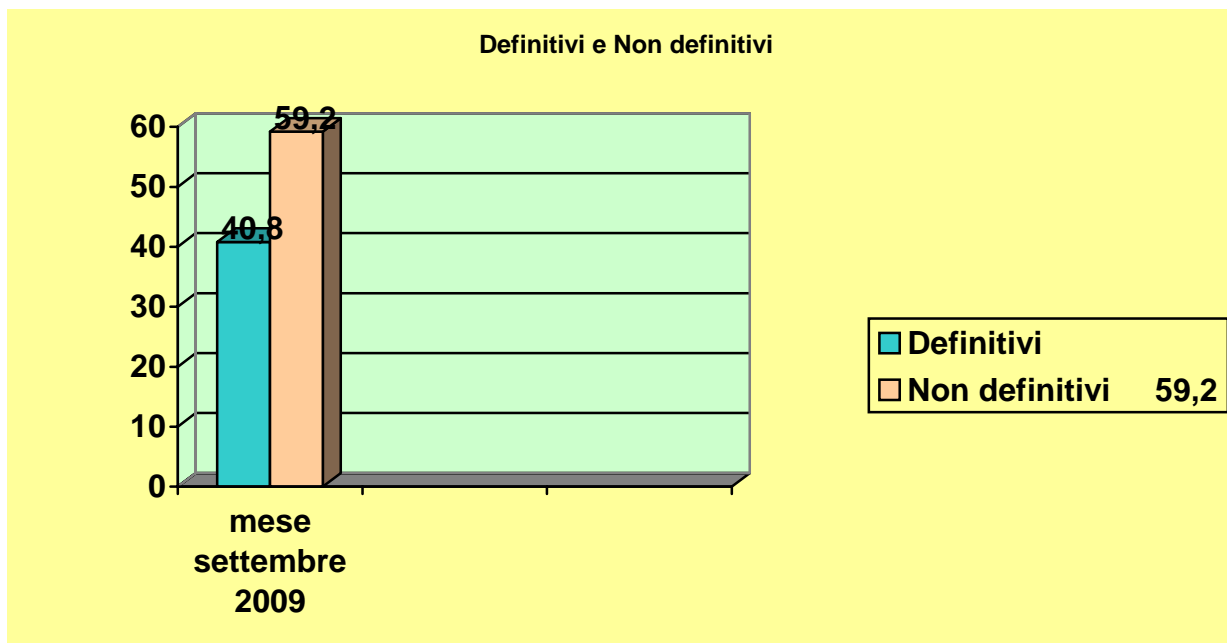 Definitivi e Non definitivi
60
50
40
30
20
10
0
59,2
40,8
mese
settembre
2009
Definitivi
Non definitivi 59,2